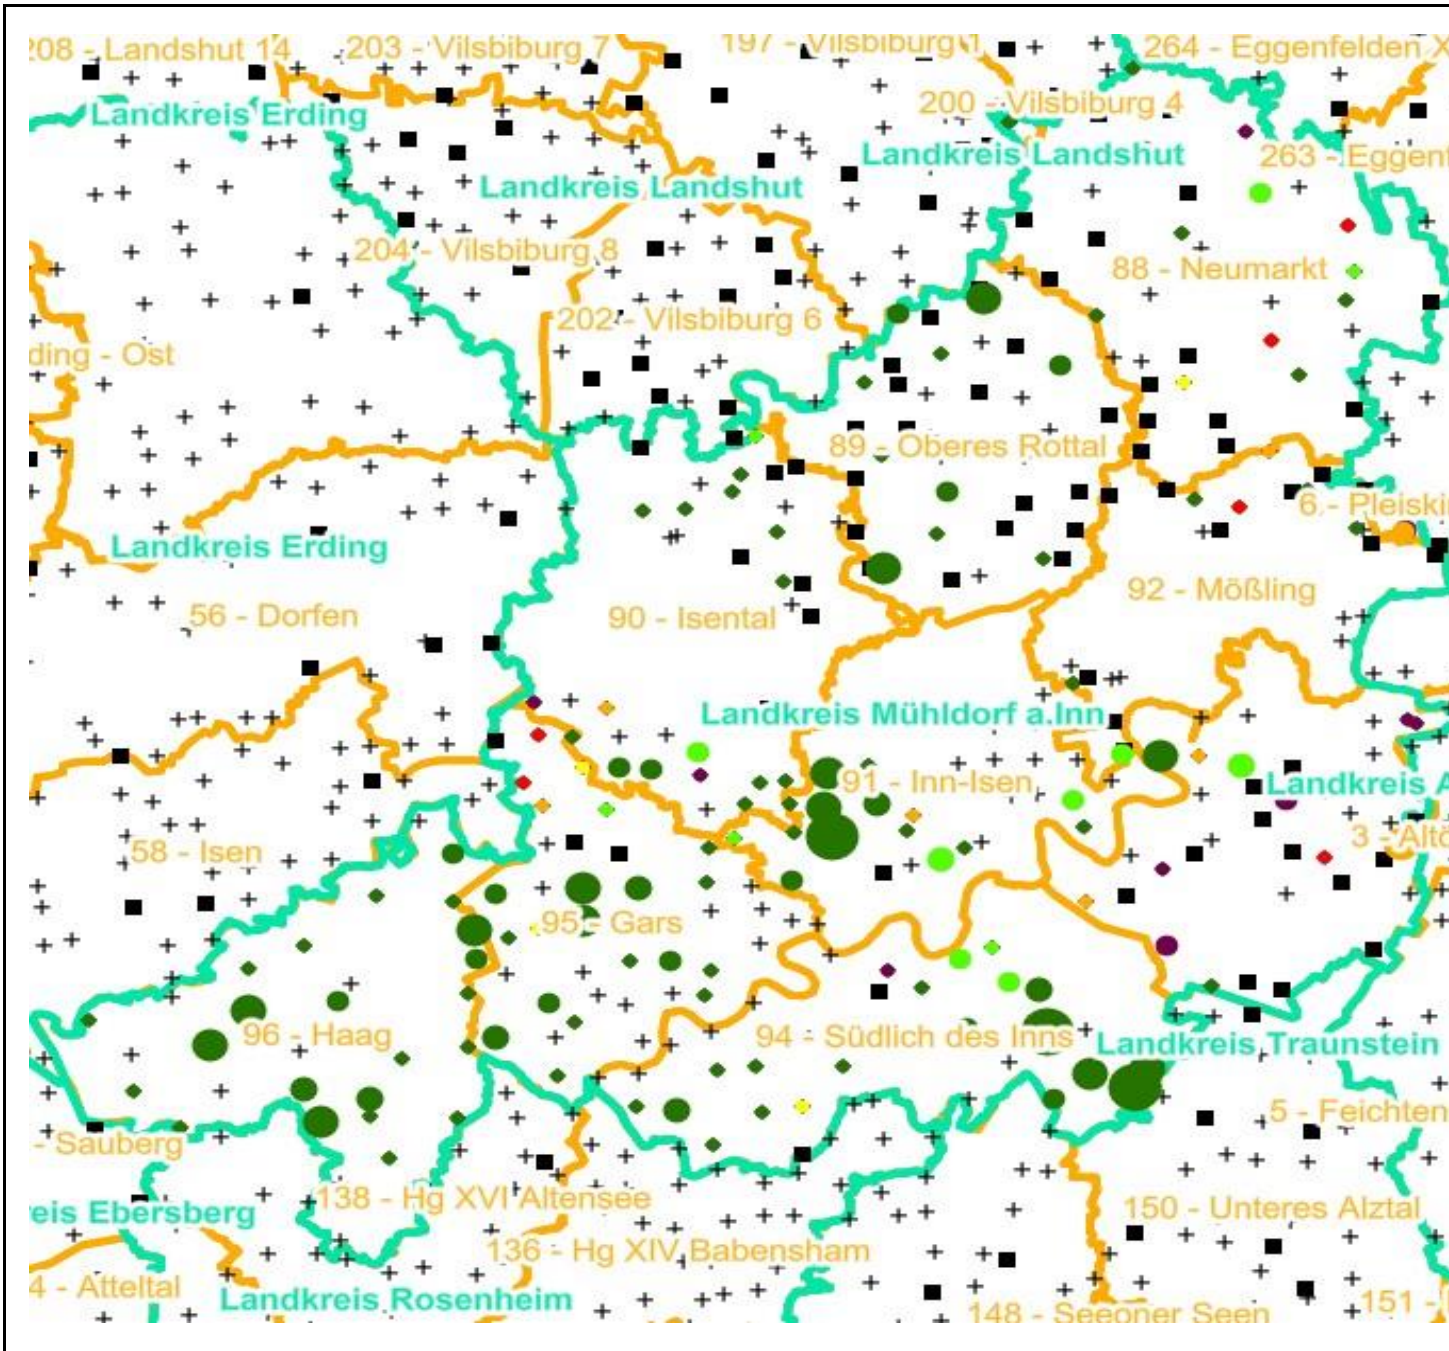 208 - Landshut 14
203 - Vilsbiburg 7
197 - Vilsbiburg 1
264 - Eggenfelden X
Landkreis Erding
200 - Vilsbiburg 4
Landkreis Landshut
263 - Eggenf
Landkreis Landshut
204 - Vilsbiburg 8
88 - Neumarkt
202 - Vilsbiburg 6
ding - Ost
89 - Oberes Rottal
6 - Pleiski
Landkreis Erding
92 - Mößling
56 - Dorfen
90 - Isental
Landkreis Mühldorf a.Inn
91 - Inn-Isen
Landkreis A
3 - Altö
58 - Isen
95 - Gars
96 - Haag
94 - Südlich des Inns
Landkreis Traunstein
5 - Feichten
- Sauberg
138 - Hg XVI Altensee
150 - Unteres Alztal
eis Ebersberg
136 - Hg XIV Babensham
4 - Atteltal
Landkreis Rosenheim
148 - Seeoner Seen
151 -